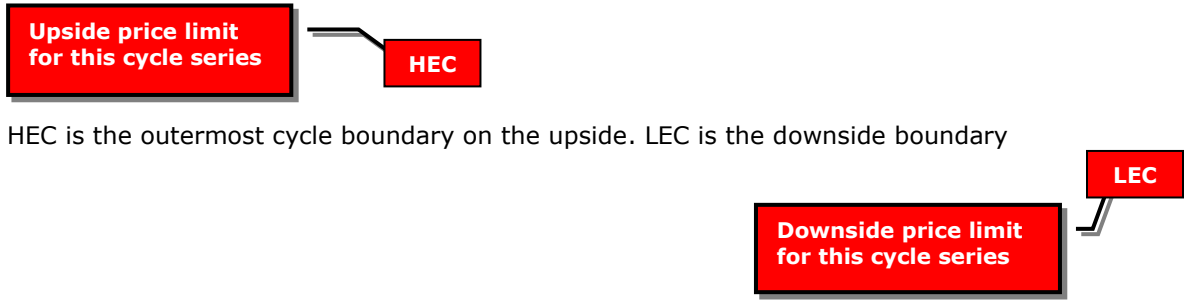 Upside price limit
for this cycle series
HEC
HEC is the outermost cycle boundary on the upside. LEC is the downside boundary
LEC
Downside price limit
for this cycle series